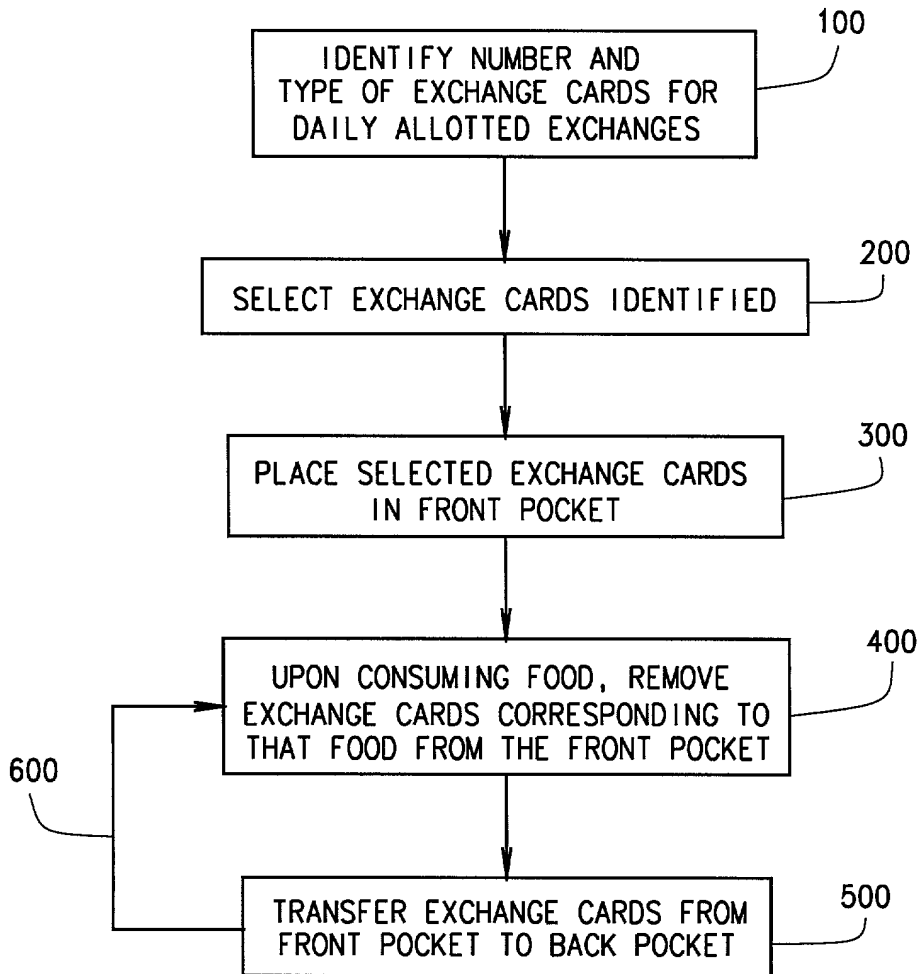 100
IDENTIFY NUMBER AND
TYPE OF EXCHANGE CARDS FOR
DAILY ALLOTTED EXCHANGES
200
SELECT EXCHANGE CARDS IDENTIFIED
300
PLACE SELECTED EXCHANGE CARDS
IN FRONT POCKET
400
UPON CONSUMING FOOD, REMOVE
EXCHANGE CARDS CORRESPONDING TO
THAT FOOD FROM THE FRONT POCKET
600
500
TRANSFER EXCHANGE CARDS FROM
FRONT POCKET TO BACK POCKET